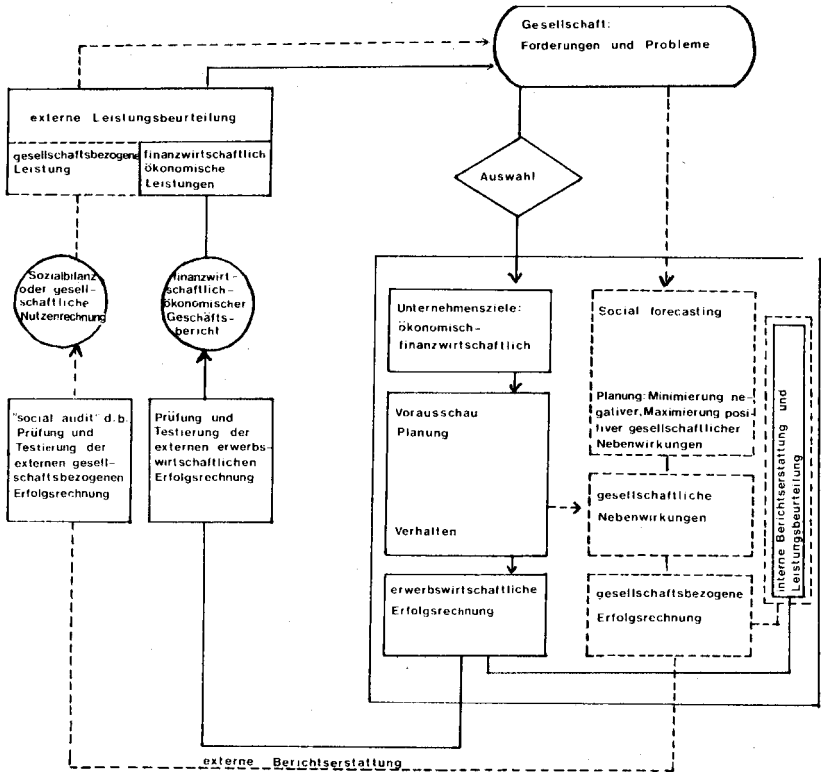 Gesellschaft:
Forderungen und Probleme
externe Leistungsbeurteilung
gesellschaftsbezogene
Leistung
finanzwirtschaftlich
ökonomische
Leistungen
Auswahl
Sozialbilanz
oder gesell-
schaftliche
Nutzenrechnung
finanzwirt-
schaftlich-
ökonomischer
Geschäfts-
bericht
Unternehmensziele:
ökonomisch-
finanzwirtschaftlich
Social forecasting
Planung: Minimierung ne-
gativer, Maximierung posi-
tiver gesellschaftlicher
Nebenwirkungen
"social audit" d.b.
Prüfung und
Testierung der
externen gesell-
schaftsbezogenen
Erfolgsrechnung
Prüfung und
Testierung der
externen erwerbs-
wirtschaftlichen
Erfolgsrechnung
Vorausschau
Planung
Verhalten
gesellschaftliche
Nebenwirkungen
interne Berichtserstattung und
Leistungsbeurteilung
erwerbswirtschaftliche
Erfolgsrechnung
gesellschaftsbezogene
Erfolgsrechnung
externe Berichtserstattung